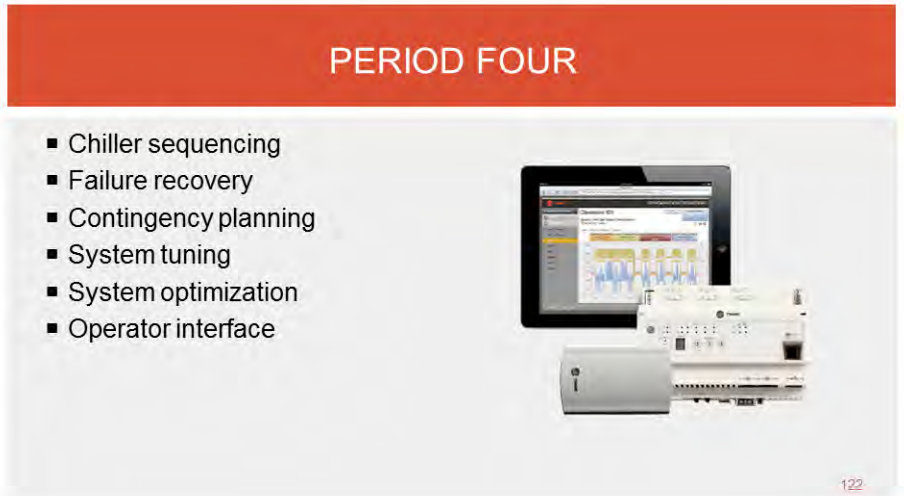 PERIOD FOUR
Chiller sequencing
Failure recovery
Contingency planning
System tuning
System optimization
Operator interface
122